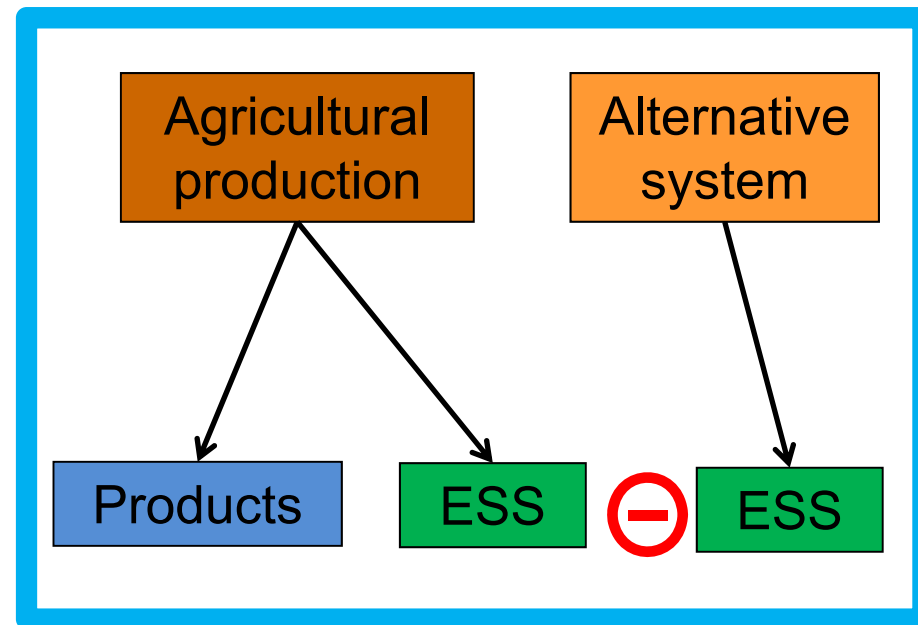 Agricultural
production
Alternative
system
Products
ESS
ESS